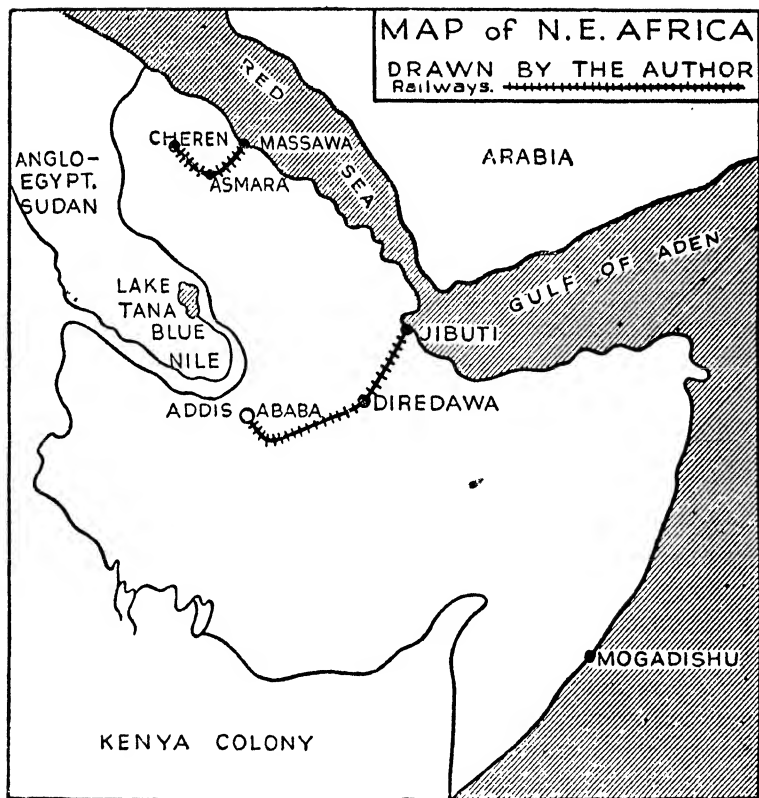 MAP of N.E. AFRICA
DRAWN BY THE AUTHOR
Railways.
RED
SEA
CHEREN
MASSAWA
ASMARA
ANGLO-
EGYPT.
SUDAN
ARABIA
GULF OF ADEN
LAKE
TANA
BLUE
NILE
JIBUTI
ADDIS ABABA
DIREDAWA
MOGADISHU
KENYA COLONY